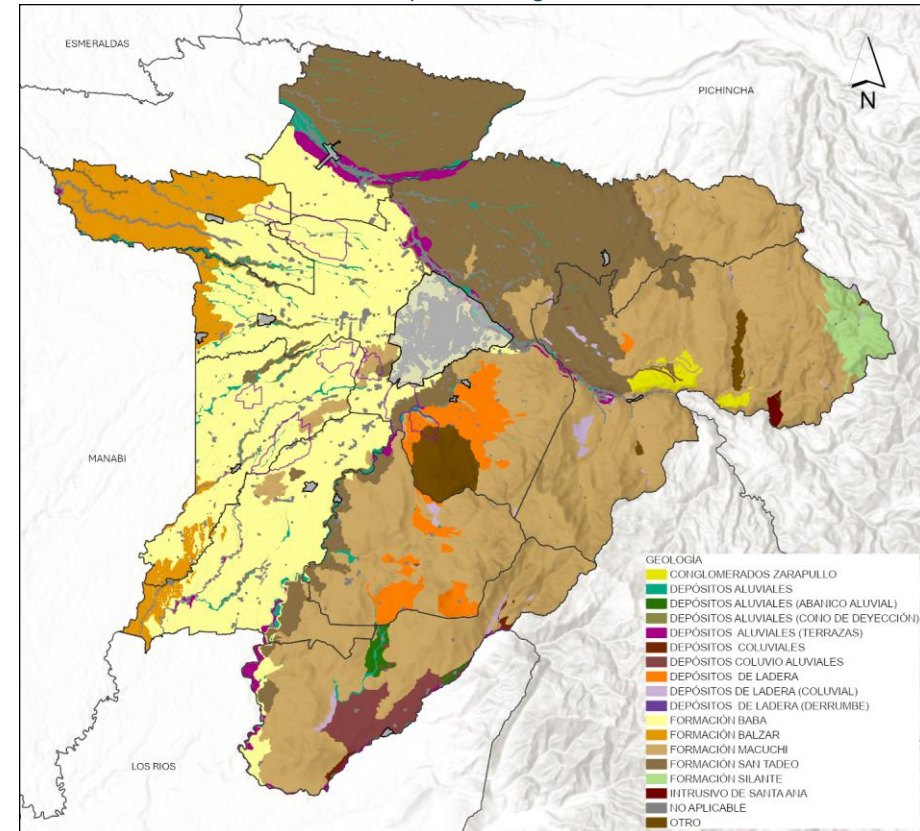 ESMERALDAS
PICHINCHA
N
MANABI
LOS RIOS
GEOLOGÍA
CONGLOMERADOS ZARAPULLO
DEPÓSITOS ALUVIALES
DEPÓSITOS ALUVIALES (ABANICO ALUVIAL)
DEPÓSITOS ALUVIALES (CONO DE DEYECCIÓN)
DEPÓSITOS ALUVIALES (TERRAZAS)
DEPÓSITOS COLUVIALES
DEPÓSITOS COLUVIO ALUVIALES
DEPÓSITOS DE LADERA
DEPÓSITOS DE LADERA (COLUVIAL)
DEPÓSITOS DE LADERA (DERRUMBE)
FORMACIÓN BABA
FORMACIÓN BALZAR
FORMACIÓN MACUCHI
FORMACIÓN SAN TADEO
FORMACIÓN SILANTE
INTRUSIVO DE SANTA ANA
NO APLICABLE
OTRO